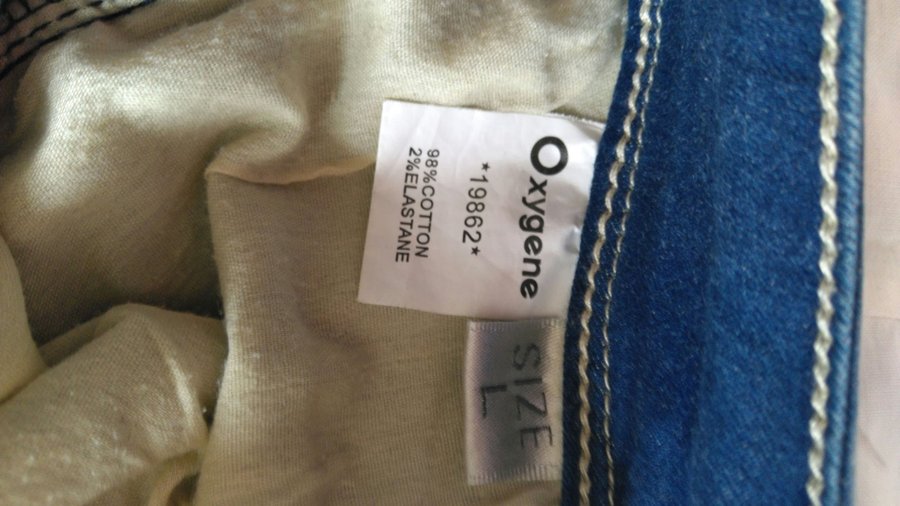 Oxygene
*19862*
98%COTTON
2%ELASTANE
SIZE
L